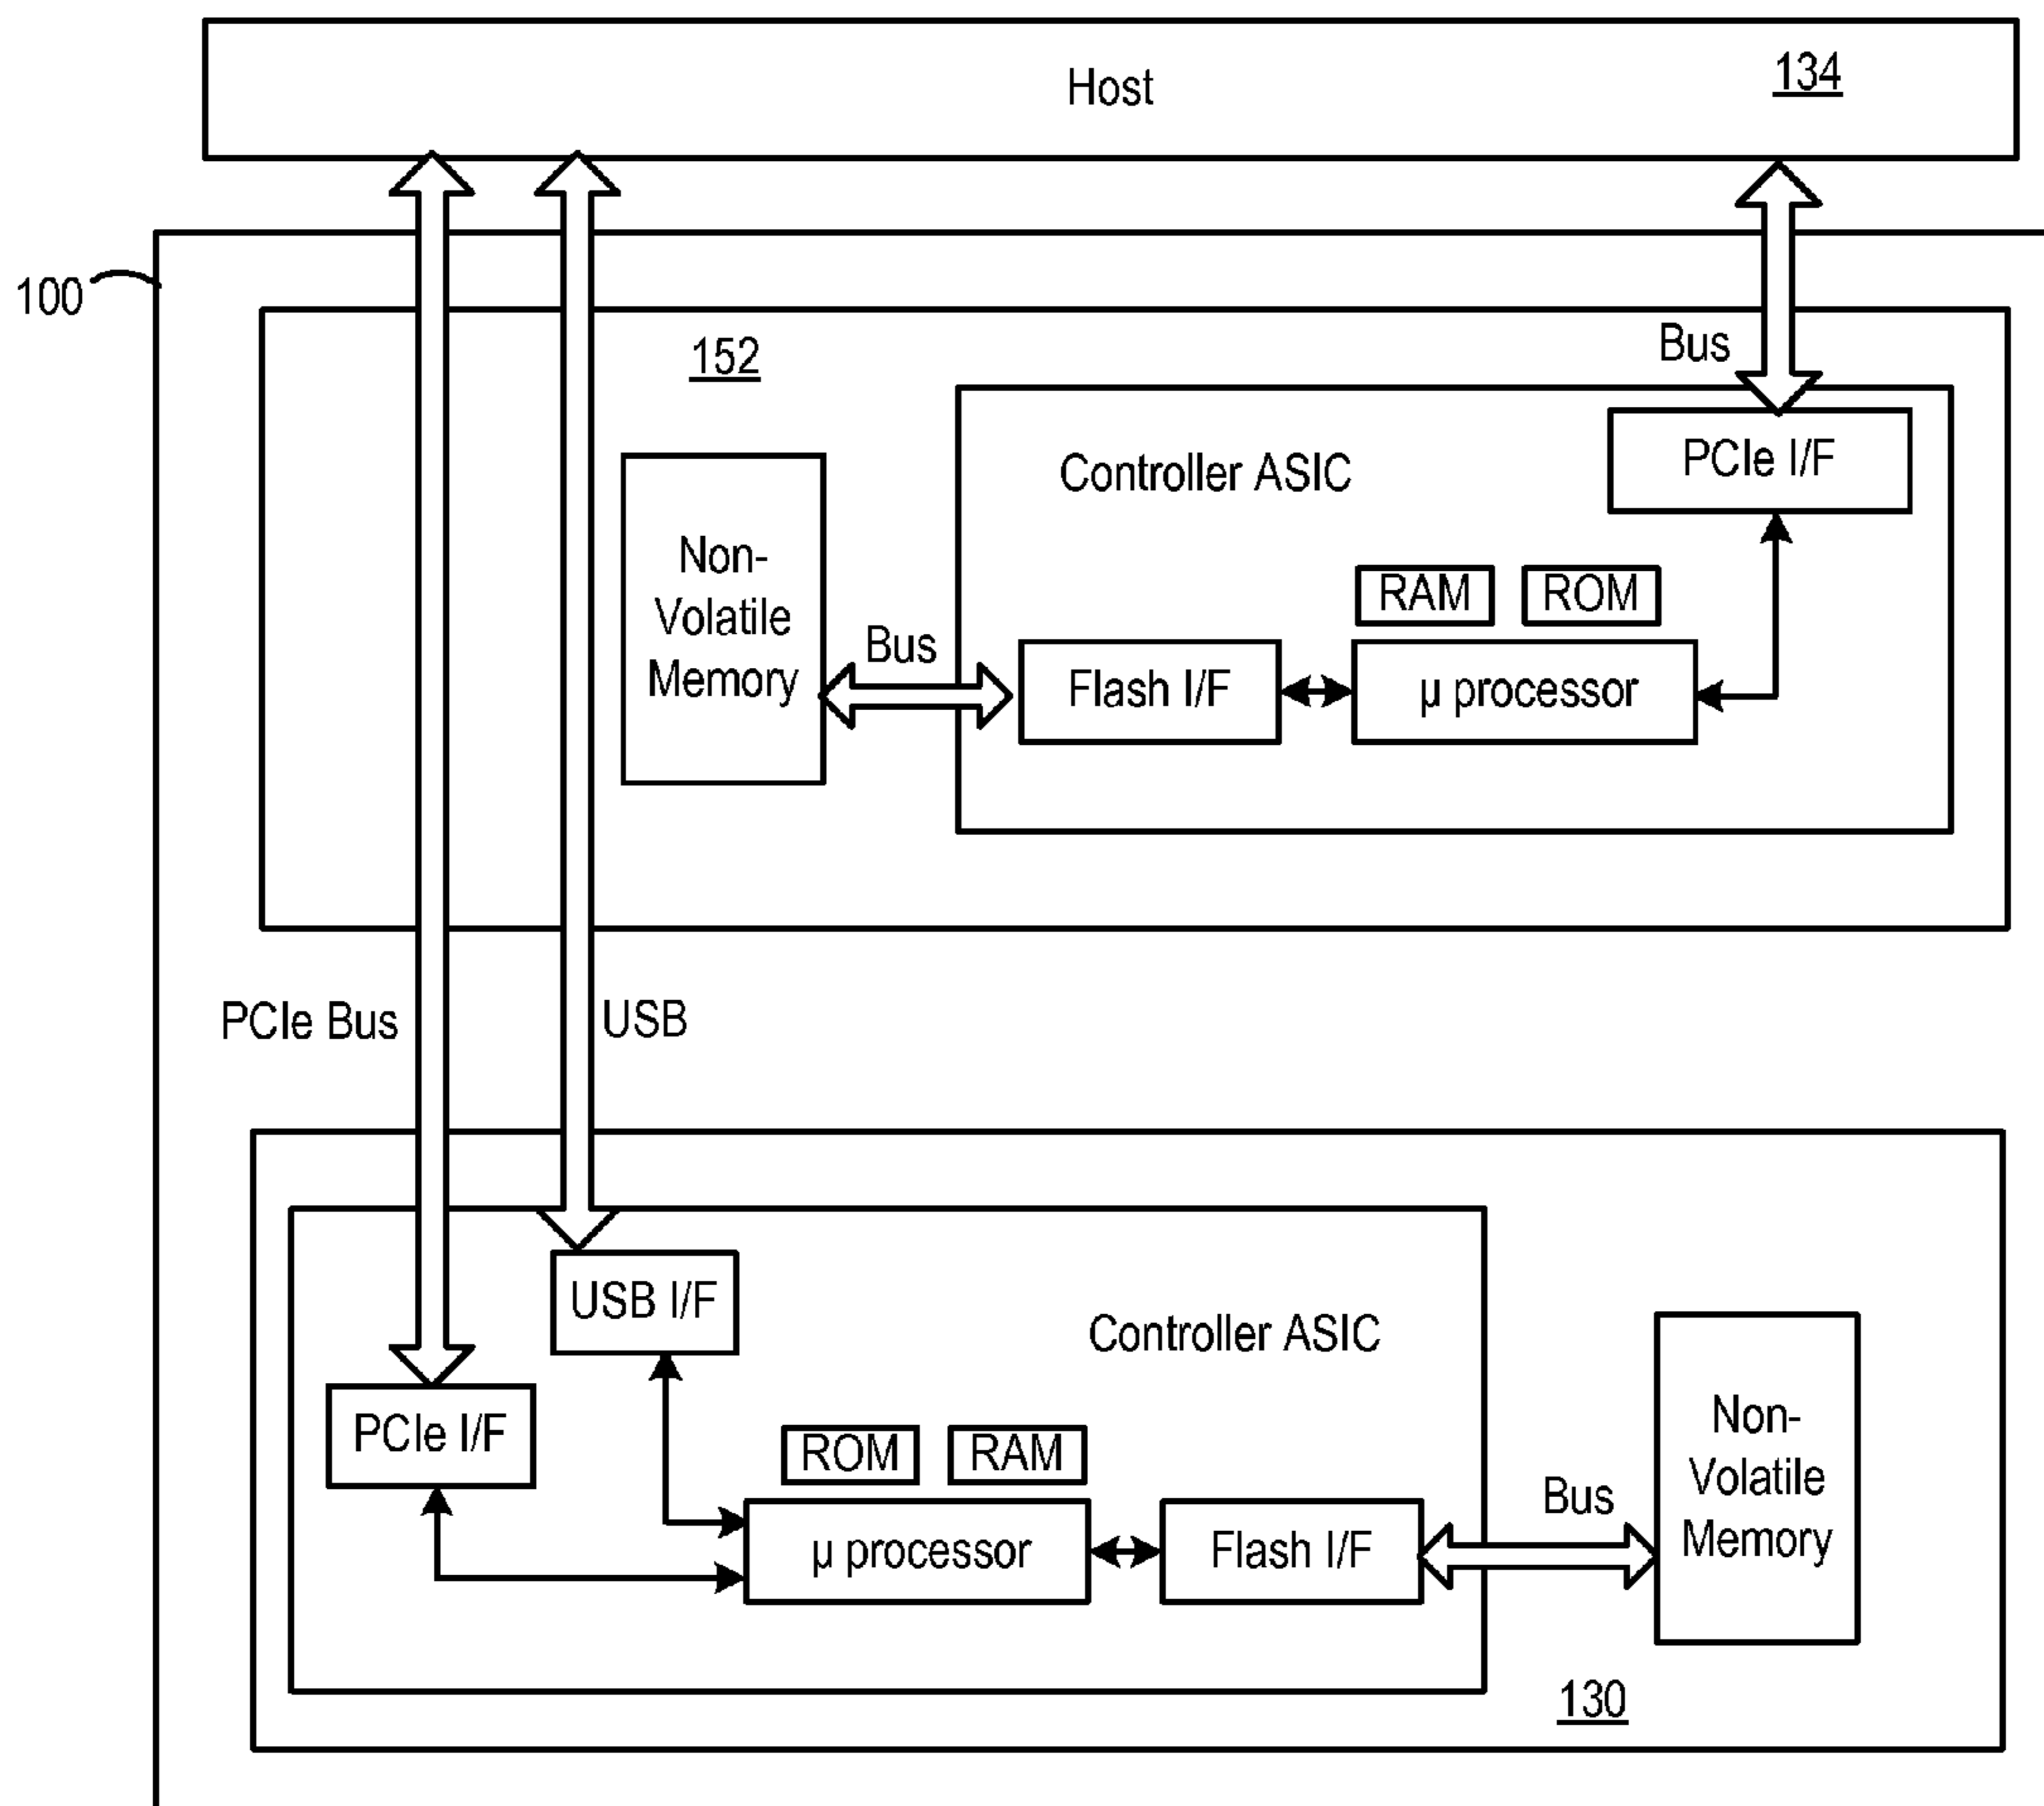 Host
134
100
152
Bus
PCIe I/F
Controller ASIC
Non-
Volatile
Memory
RAM
ROM
Bus
Flash I/F
µ processor
PCIe Bus
USB
USB I/F
Controller ASIC
PCIe I/F
ROM
RAM
µ processor
Flash I/F
Bus
Non-
Volatile
Memory
130